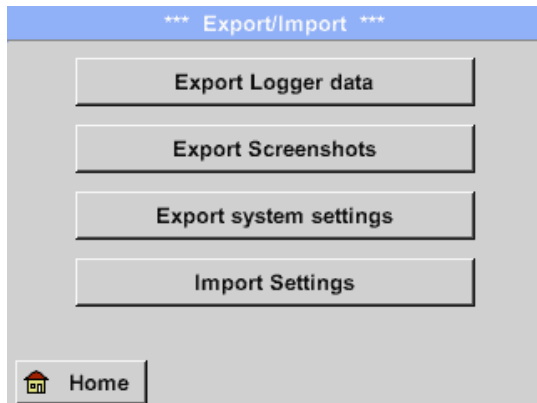 *** Export/Import ***
Export Logger data
Export Screenshots
Export system settings
Import Settings
Home